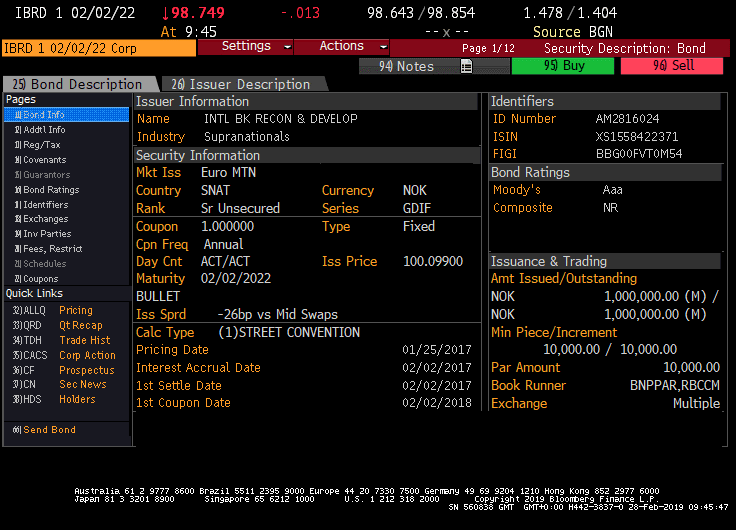 IBRD 1 02/02/22 ↓98.749 -.013 98.643 / 98.854 1.478 / 1.404
At 9:45 -- x -- Source BGN
IBRD 1 02/02/22 Corp Settings Actions Page 1/12 Security Description: Bond
94) Notes 95) Buy 96) Sell
25) Bond Description 26) Issuer Description
Pages
11) Bond Info
12) Addtl Info
13) Reg/Tax
14) Covenants
15) Guarantors
16) Bond Ratings
17) Identifiers
18) Exchanges
19) Inv Parties
20) Fees, Restrict
21) Schedules
22) Coupons
Quick Links
32) ALLQ Pricing
33) QRD Qt Recap
34) TDH Trade Hist
35) CACS Corp Action
36) CF Prospectus
37) CN Sec News
38) HDS Holders
66) Send Bond
Issuer Information
Name INTL BK RECON & DEVELOP
Industry Supranationals
Security Information
Mkt Iss Euro MTN
Country SNAT Currency NOK
Rank Sr Unsecured Series GDIF
Coupon 1.000000 Type Fixed
Cpn Freq Annual
Day Cnt ACT/ACT Iss Price 100.09900
Maturity 02/02/2022
BULLET
Iss Sprd -26bp vs Mid Swaps
Calc Type (1)STREET CONVENTION
Pricing Date 01/25/2017
Interest Accrual Date 02/02/2017
1st Settle Date 02/02/2017
1st Coupon Date 02/02/2018
Identifiers
ID Number AM2816024
ISIN XS1558422371
FIGI BBG00FVT0M54
Bond Ratings
Moody's Aaa
Composite NR
Issuance & Trading
Amt Issued/Outstanding
NOK 1,000,000.00 (M) /
NOK 1,000,000.00 (M)
Min Piece/Increment
10,000.00 / 10,000.00
Par Amount 10,000.00
Book Runner BNPPAR,RBCCM
Exchange Multiple
Australia 61 2 9777 8600 Brazil 5511 2395 9000 Europe 44 20 7330 7500 Germany 49 69 9204 1210 Hong Kong 852 2977 6000
Japan 81 3 3201 8900 Singapore 65 6212 1000 U.S. 1 212 318 2000 Copyright 2019 Bloomberg Finance L.P.
SN 560838 GMT GMT+0:00 H442-3837-0 28-Feb-2019 09:45:47